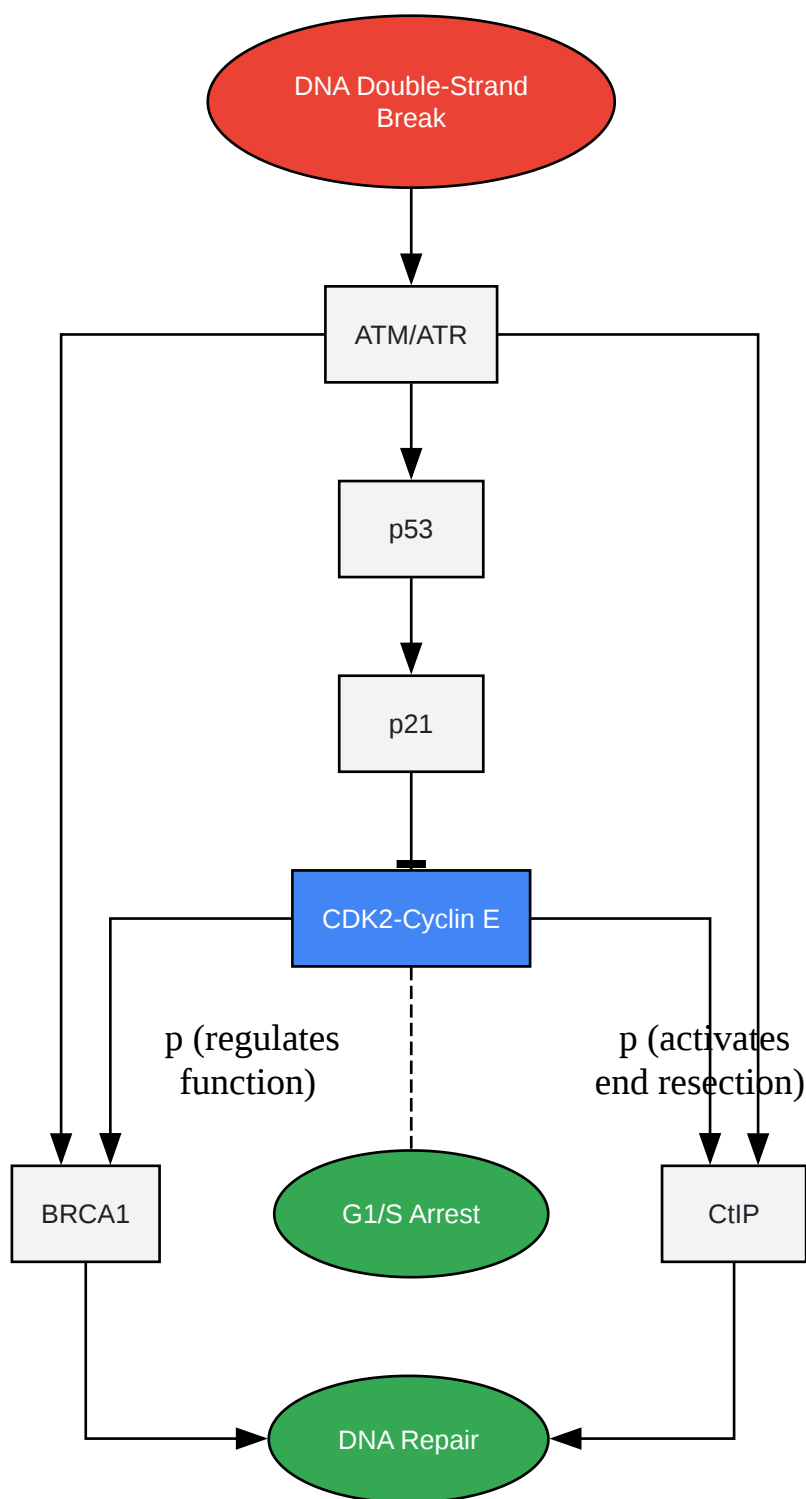 DNA Double-Strand
Break
ATM/ATR
p53
p21
CDK2-Cyclin E
p (regulates
function)
p (activates
end resection)
BRCA1
G1/S Arrest
CtIP
DNA Repair